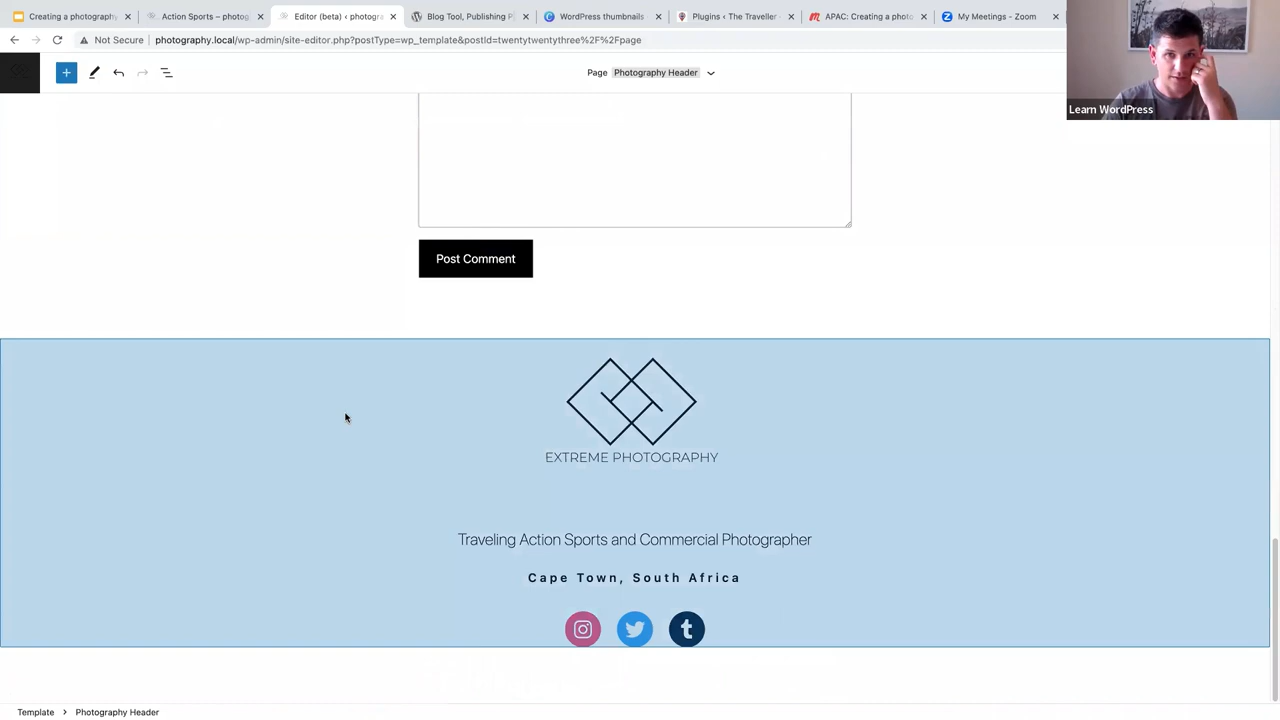 Creating a photography
Action Sports – photog
Editor (beta) ‹ photogra
Blog Tool, Publishing P
WordPress thumbnails
Plugins ‹ The Traveller
APAC: Creating a photo
My Meetings - Zoom
Not Secure
photography.local/wp-admin/site-editor.php?postType=wp_template&postId=twentytwentythree%2F%2Fpage
Page Photography Header
Learn WordPress
Post Comment
EXTREME PHOTOGRAPHY
Traveling Action Sports and Commercial Photographer
Cape Town, South Africa
Template > Photography Header